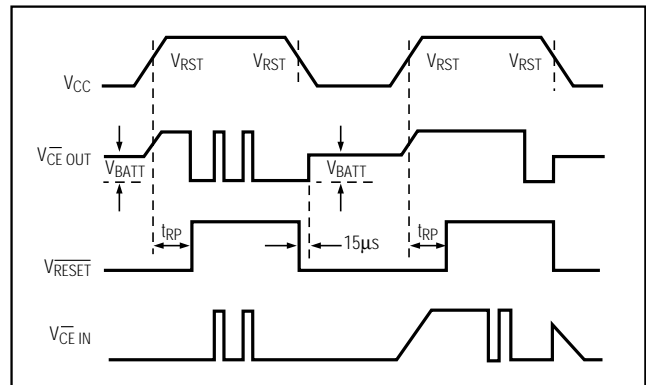 VRST VRST VRST VRST
VCC
VCE OUT
VBATT VBATT
tRP 15µs tRP
VRESET
VCE IN